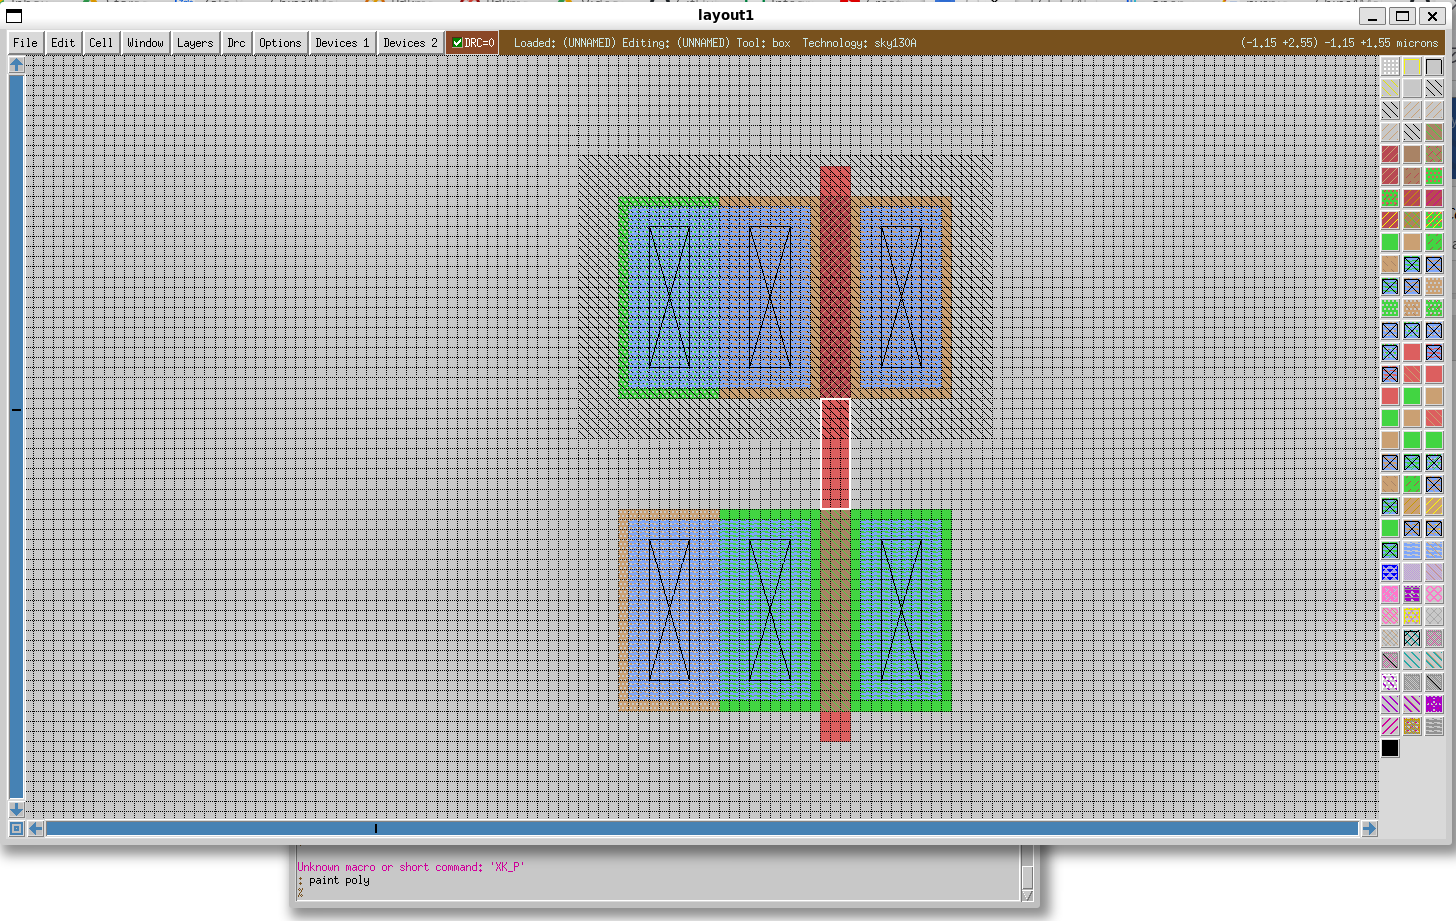 layout1
File Edit Cell Window Layers Drc Options Devices 1 Devices 2 DRC=0 Loaded: (UNNAMED) Editing: (UNNAMED) Tool: box Technology: sky130A (-1.15 +2.55) -1.15 +1.55 microns
Unknown macro or short command: 'XK_P'
: paint poly
%